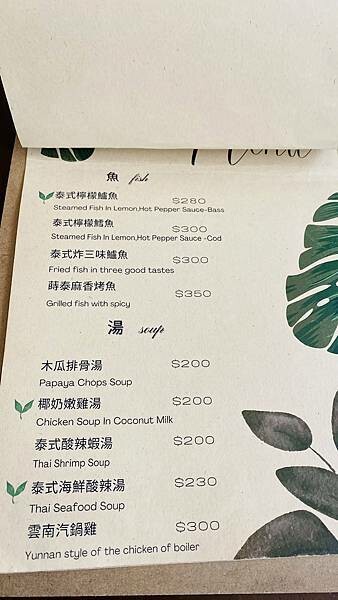 Menu
魚 fish
泰式檸檬鱸魚 $280
Steamed Fish In Lemon,Hot Pepper Sauce-Bass
泰式檸檬鱈魚 $300
Steamed Fish In Lemon,Hot Pepper Sauce -Cod
泰式炸三味鱸魚 $300
Fried fish in three good tastes
蒔泰麻香烤魚 $350
Grilled fish with spicy
湯 soup
木瓜排骨湯 $200
Papaya Chops Soup
椰奶嫩雞湯 $200
Chicken Soup In Coconut Milk
泰式酸辣蝦湯 $200
Thai Shrimp Soup
泰式海鮮酸辣湯 $230
Thai Seafood Soup
雲南汽鍋雞 $300
Yunnan style of the chicken of boiler